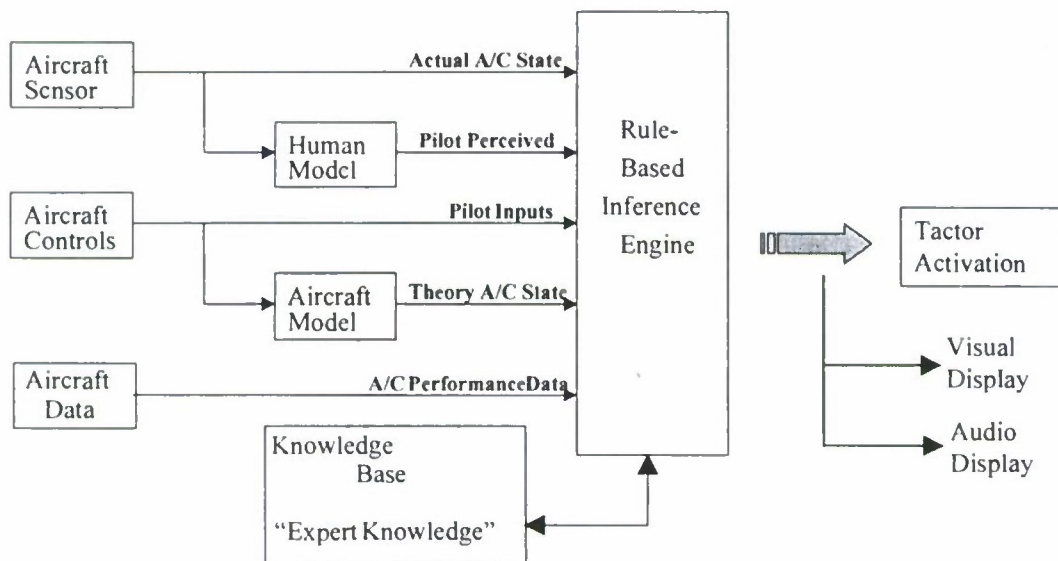 Aircraft
Sensor
Actual A/C State
Human
Model
Pilot Perceived
Aircraft
Controls
Pilot Inputs
Aircraft
Model
Theory A/C State
Aircraft
Data
A/C PerformanceData
Knowledge
Base
“Expert Knowledge”
Rule-
Based
Inference
Engine
Tactor
Activation
Visual
Display
Audio
Display